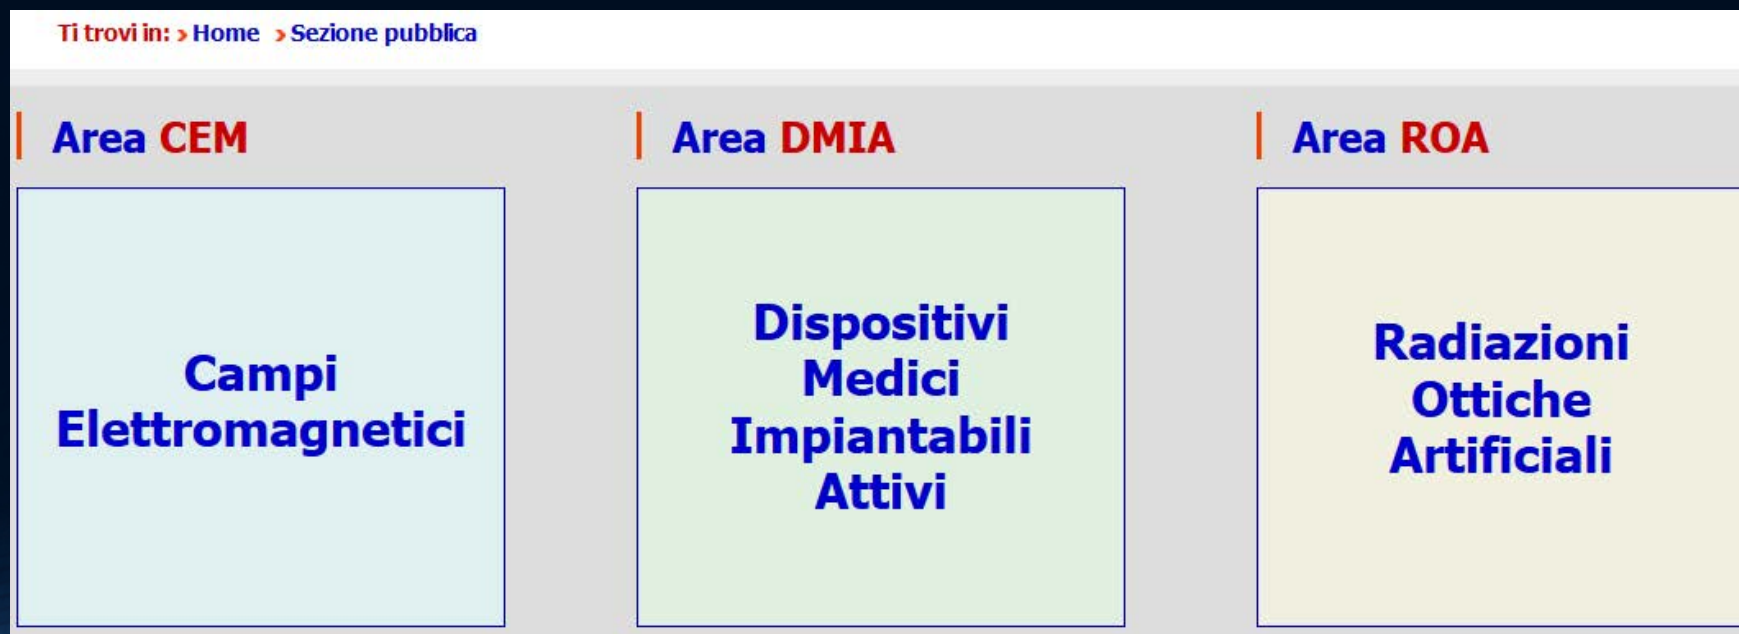 Ti trovi in: › Home › Sezione pubblica
Area CEM
Area DMIA
Area ROA
Campi
Elettromagnetici
Dispositivi
Medici
Impiantabili
Attivi
Radiazioni
Ottiche
Artificiali